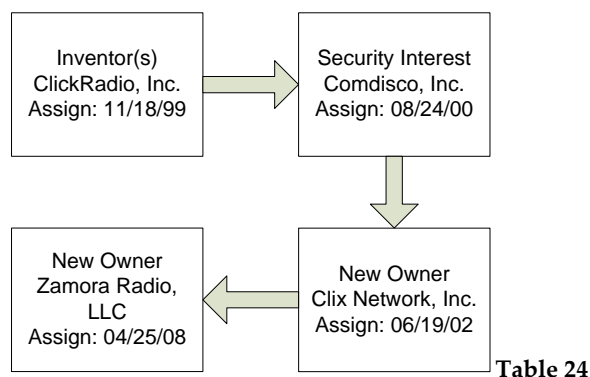 Inventor(s)
ClickRadio, Inc.
Assign: 11/18/99
Security Interest
Comdisco, Inc.
Assign: 08/24/00
New Owner
Clix Network, Inc.
Assign: 06/19/02
New Owner
Zamora Radio,
LLC
Assign: 04/25/08
Table 24